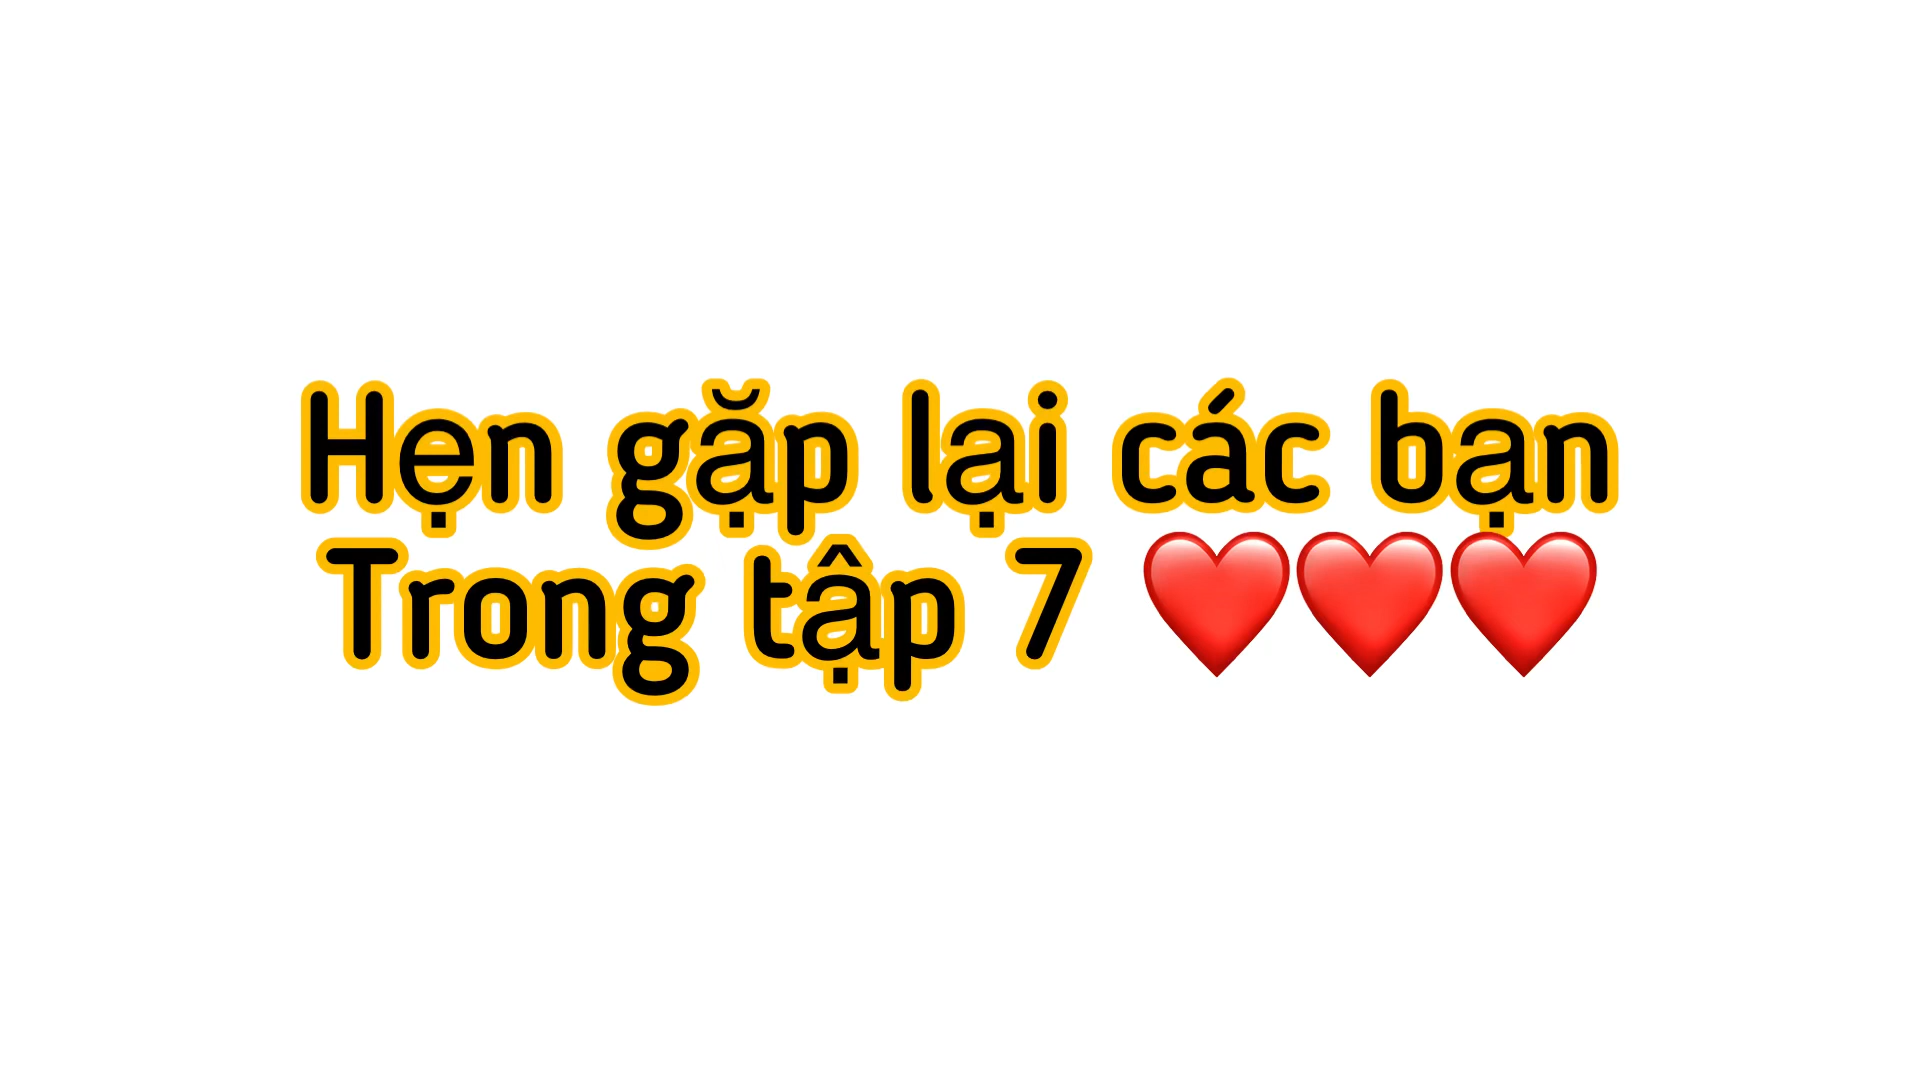 Hẹn gặp lại các bạn
Trong tập 7 ❤️❤️❤️